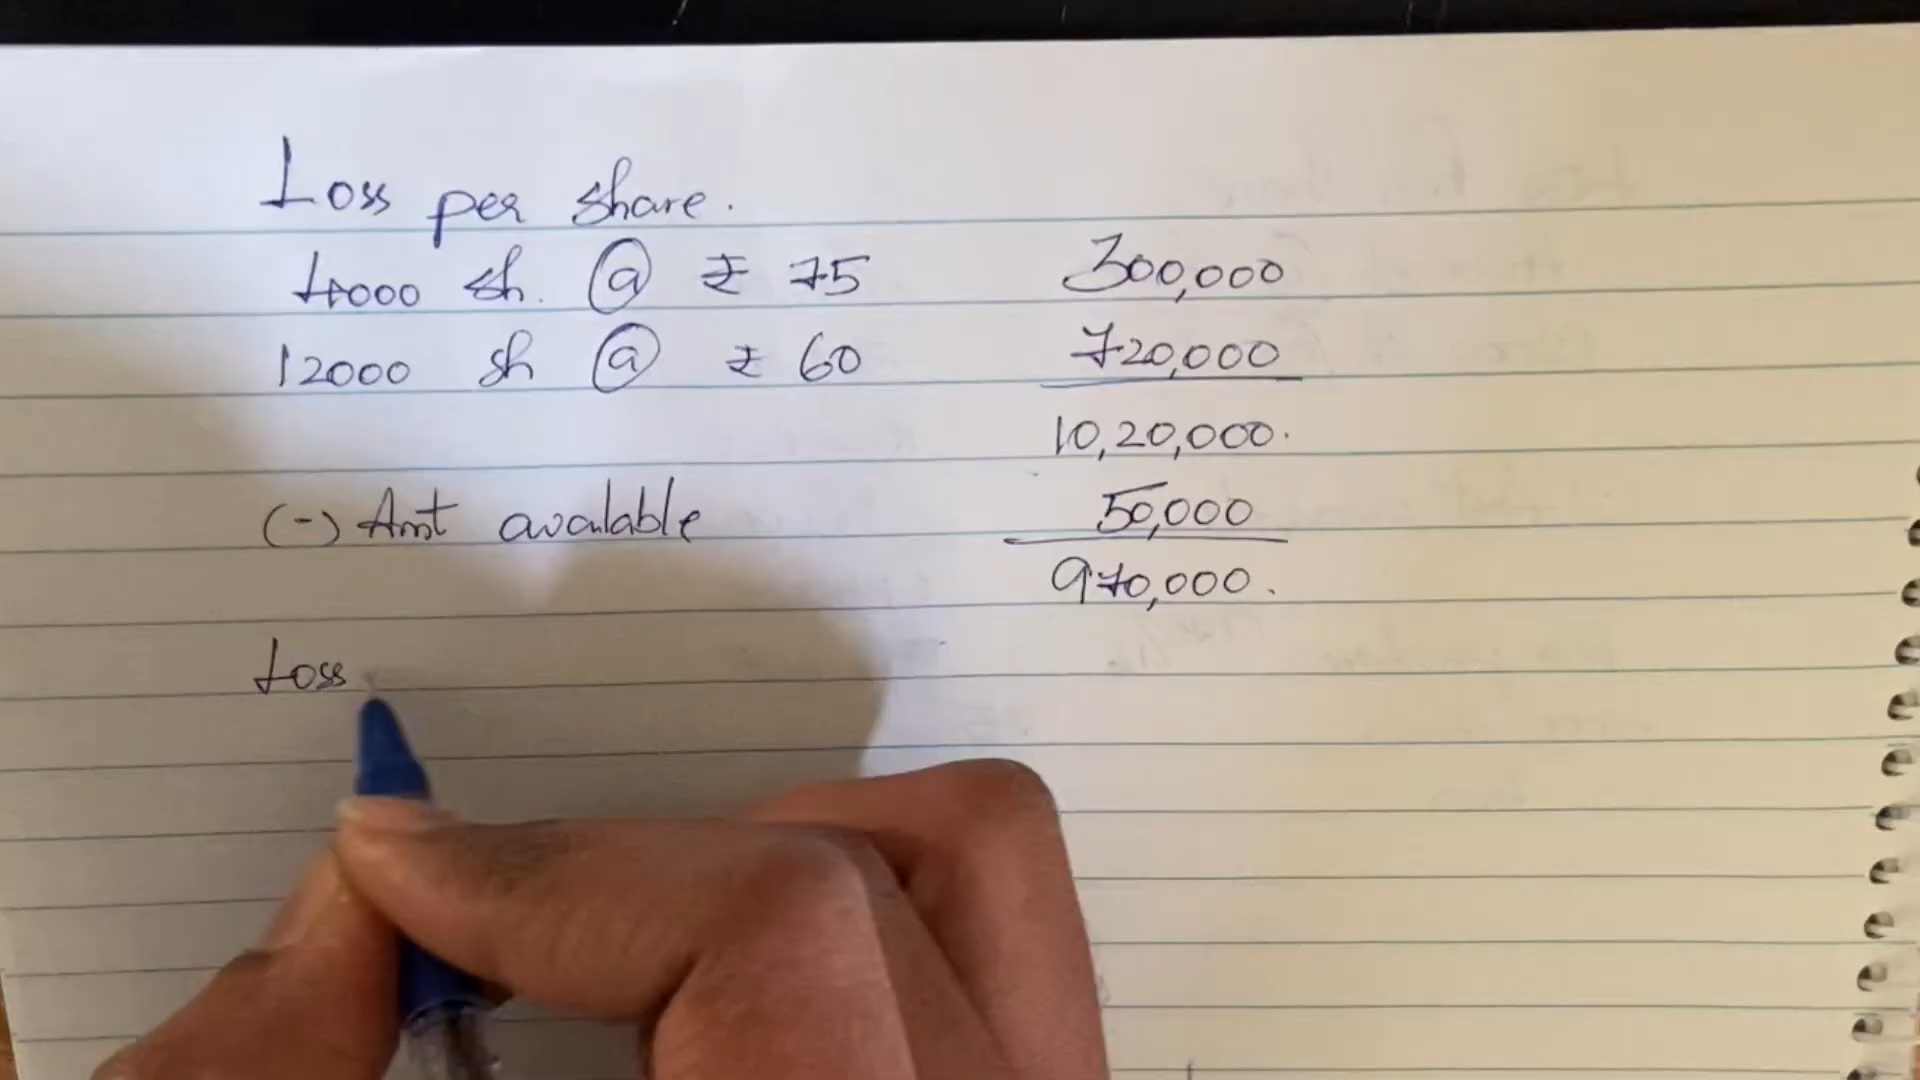 Loss per share.
4000 sh. @ ₹ 75 300,000
12000 sh @ ₹ 60 720,000
10,20,000.
(-) Amt available 50,000
970,000.
Loss